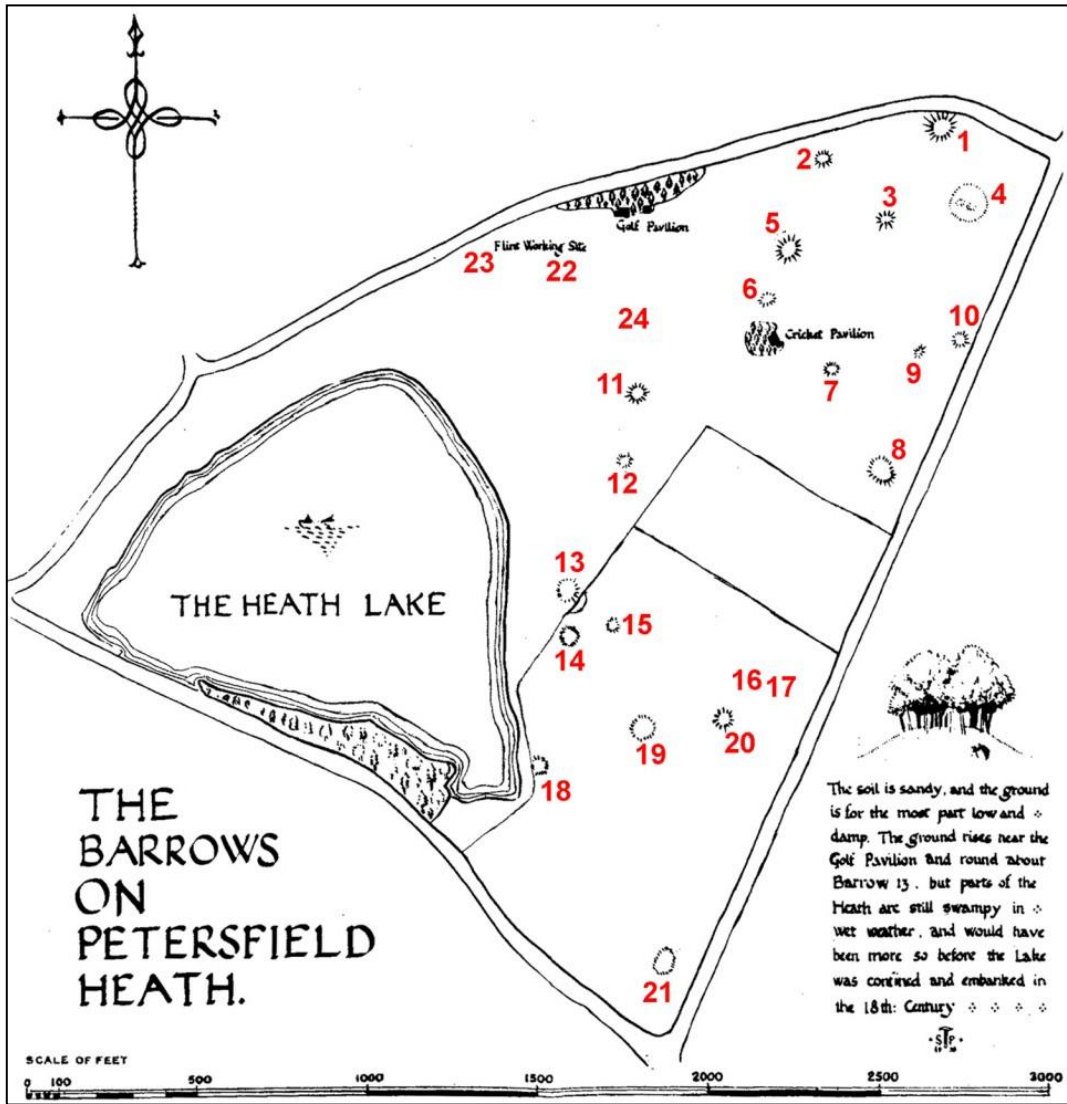 1
2
3
4
5
Golf Pavilion
Flint Working Site
23
22
6
24
10
Cricket Pavilion
9
11
7
8
12
13
THE HEATH LAKE
15
14
16
17
19
20
18
THE
BARROWS
ON
PETERSFIELD
HEATH.
The soil is sandy, and the ground
is for the most part low and
damp. The ground rises near the
Golf Pavilion and round about
Barrow 13, but parts of the
Heath are still swampy in
wet weather, and would have
been more so before the Lake
was confined and embanked in
the 18th: Century
21
SCALE OF FEET
0 100 500 1000 1500 2000 2500 3000